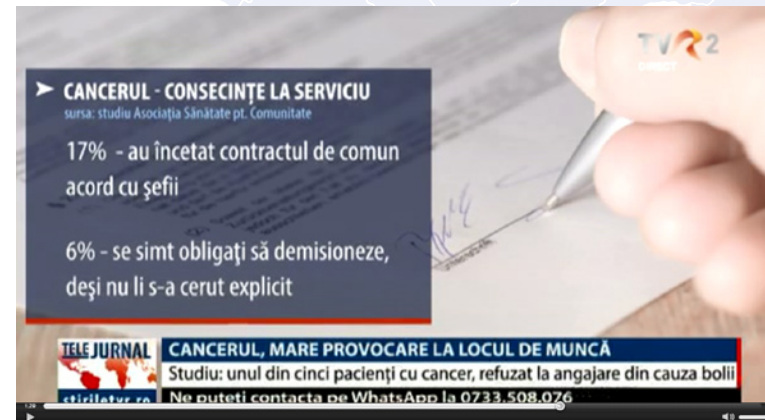 TVR2
DIRECT
CANCERUL - CONSECINȚE LA SERVICIU
sursa: studiu Asociația Sănătate pt. Comunitate
17% - au încetat contractul de comun
acord cu șefii
6% - se simt obligați să demisioneze,
deși nu li s-a cerut explicit
TELEJURNAL
CANCERUL, MARE PROVOCARE LA LOCUL DE MUNCĂ
Studiu: unul din cinci pacienți cu cancer, refuzat la angajare din cauza bolii
stiriletvr.ro
Ne puteți contacta pe WhatsApp la 0733.508.076